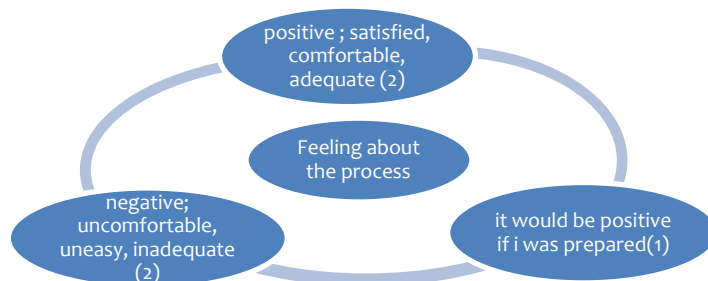 positive ; satisfied,
comfortable,
adequate (2)
Feeling about
the process
negative;
uncomfortable,
uneasy, inadequate
(2)
it would be positive
if i was prepared(1)